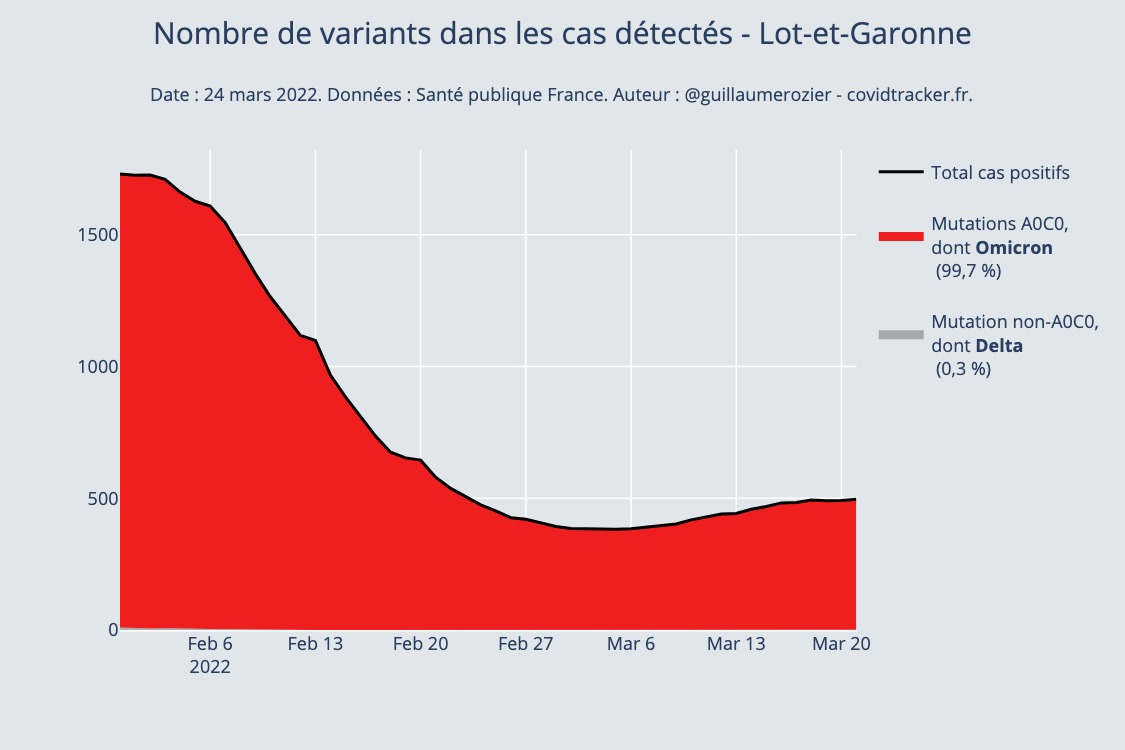 Nombre de variants dans les cas détectés - Lot-et-Garonne
Date : 24 mars 2022. Données : Santé publique France. Auteur : @guillaumerozier - covidtracker.fr.
Total cas positifs
Mutations A0C0,
dont Omicron
(99,7 %)
Mutation non-A0C0,
dont Delta
(0,3 %)
1500
1000
500
0
Feb 6 Feb 13 Feb 20 Feb 27 Mar 6 Mar 13 Mar 20
2022